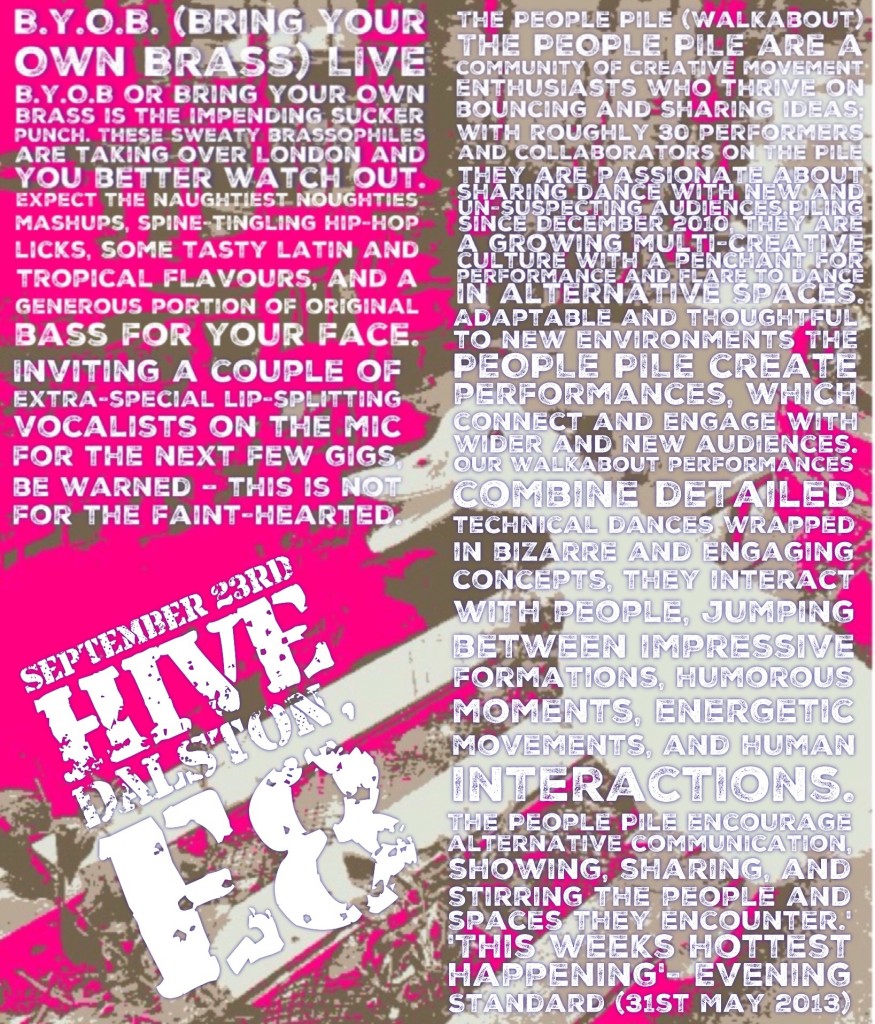 B.Y.O.B. (BRING YOUR
OWN BRASS) LIVE
B.Y.O.B OR BRING YOUR OWN
BRASS IS THE IMPENDING SUCKER
PUNCH. THESE SWEATY BRASSOPHILES
ARE TAKING OVER LONDON AND
YOU BETTER WATCH OUT.
EXPECT THE NAUGHTIEST NOUGHTIES
MASHUPS, SPINE-TINGLING HIP-HOP
LICKS, SOME TASTY LATIN AND
TROPICAL FLAVOURS, AND A
GENEROUS PORTION OF ORIGINAL
BASS FOR YOUR FACE.
INVITING A COUPLE OF
EXTRA-SPECIAL LIP-SPLITTING
VOCALISTS ON THE MIC
FOR THE NEXT FEW GIGS,
BE WARNED – THIS IS NOT
FOR THE FAINT-HEARTED.
SEPTEMBER 23RD
HIVE
DALSTON,
E8
THE PEOPLE PILE (WALKABOUT)
THE PEOPLE PILE ARE A
COMMUNITY OF CREATIVE MOVEMENT
ENTHUSIASTS WHO THRIVE ON
BOUNCING AND SHARING IDEAS;
WITH ROUGHLY 30 PERFORMERS
AND COLLABORATORS ON THE PILE
THEY ARE PASSIONATE ABOUT
SHARING DANCE WITH NEW AND
UN-SUSPECTING AUDIENCES.PILING
SINCE DECEMBER 2010, THEY ARE
A GROWING MULTI-CREATIVE
CULTURE WITH A PENCHANT FOR
PERFORMANCE AND FLARE TO DANCE
IN ALTERNATIVE SPACES.
ADAPTABLE AND THOUGHTFUL
TO NEW ENVIRONMENTS THE
PEOPLE PILE CREATE
PERFORMANCES, WHICH
CONNECT AND ENGAGE WITH
WIDER AND NEW AUDIENCES.
OUR WALKABOUT PERFORMANCES
COMBINE DETAILED
TECHNICAL DANCES WRAPPED
IN BIZARRE AND ENGAGING
CONCEPTS, THEY INTERACT
WITH PEOPLE, JUMPING
BETWEEN IMPRESSIVE
FORMATIONS, HUMOROUS
MOMENTS, ENERGETIC
MOVEMENTS, AND HUMAN
INTERACTIONS.
THE PEOPLE PILE ENCOURAGE
ALTERNATIVE COMMUNICATION,
SHOWING, SHARING, AND
STIRRING THE PEOPLE AND
SPACES THEY ENCOUNTER.'
'THIS WEEKS HOTTEST
HAPPENING'- EVENING
STANDARD (31ST MAY 2013)